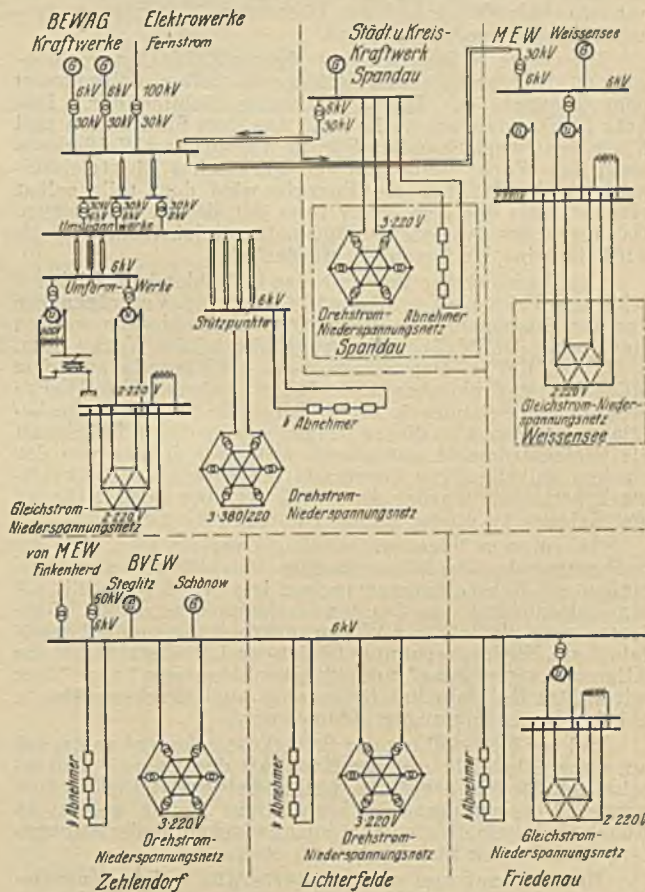 BEWAG
Kraftwerke
Elektrowerke
Fernstrom
6kV 6kV 100kV
30kV 30kV 30kV
Städt. u. Kreis-
Kraftwerk
Spandau
6kV
30kV
MEW
Weissensee
30kV
6kV
6kV
Umspannwerke
6kV
Umform-Werke
6kV
Stützpunkte
2·220 V
Abnehmer
Gleichstrom-
Niederspannungsnetz
2·220V
3·380/220
Drehstrom-
Niederspannungsnetz
3·220V
Drehstrom-
Niederspannungsnetz
Abnehmer
Spandau
2·220V
Gleichstrom-Nieder-
spannungsnetz
Weissensee
von MEW
Finkenherd
50kV
6kV
BVEW
Steglitz
Schönow
6kV
Abnehmer
3·220V
Drehstrom-
Niederspannungsnetz
Zehlendorf
Abnehmer
3·220V
Drehstrom-
Niederspannungsnetz
Lichterfelde
Abnehmer
2·220V
Gleichstrom-
Niederspannungsnetz
Friedenau